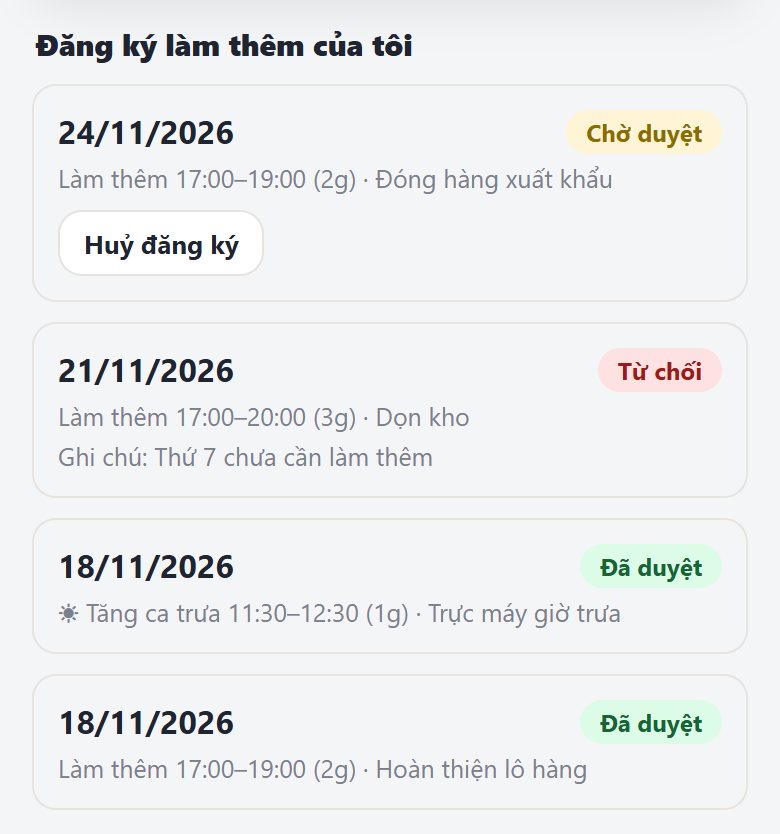 Đăng ký làm thêm của tôi
24/11/2026
Chờ duyệt
Làm thêm 17:00–19:00 (2g) · Đóng hàng xuất khẩu
Huỷ đăng ký
21/11/2026
Từ chối
Làm thêm 17:00–20:00 (3g) · Dọn kho
Ghi chú: Thứ 7 chưa cần làm thêm
18/11/2026
Đã duyệt
☀ Tăng ca trưa 11:30–12:30 (1g) · Trực máy giờ trưa
18/11/2026
Đã duyệt
Làm thêm 17:00–19:00 (2g) · Hoàn thiện lô hàng